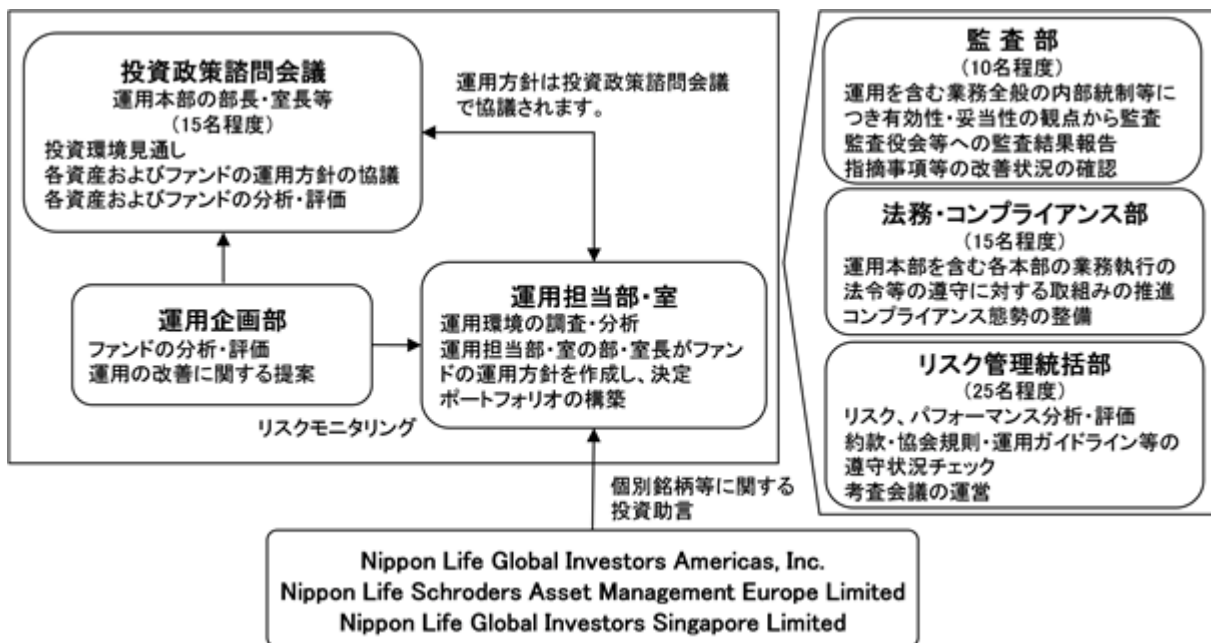 投資政策諮問会議
運用本部の部長・室長等
(15名程度)
投資環境見通し
各資産およびファンドの運用方針の協議
各資産およびファンドの分析・評価
運用方針は投資政策諮問会議
で協議されます。
運用企画部
ファンドの分析・評価
運用の改善に関する提案
リスクモニタリング
運用担当部・室
運用環境の調査・分析
運用担当部・室の部・室長がファン
ドの運用方針を作成し、決定
ポートフォリオの構築
個別銘柄等に関する
投資助言
Nippon Life Global Investors Americas, Inc.
Nippon Life Schroders Asset Management Europe Limited
Nippon Life Global Investors Singapore Limited
監 査 部
(10名程度)
運用を含む業務全般の内部統制等に
つき有効性・妥当性の観点から監査
監査役会等への監査結果報告
指摘事項等の改善状況の確認
法務・コンプライアンス部
(15名程度)
運用本部を含む各本部の業務執行の
法令等の遵守に対する取組みの推進
コンプライアンス態勢の整備
リスク管理統括部
(25名程度)
リスク、パフォーマンス分析・評価
約款・協会規則・運用ガイドライン等の
遵守状況チェック
考査会議の運営